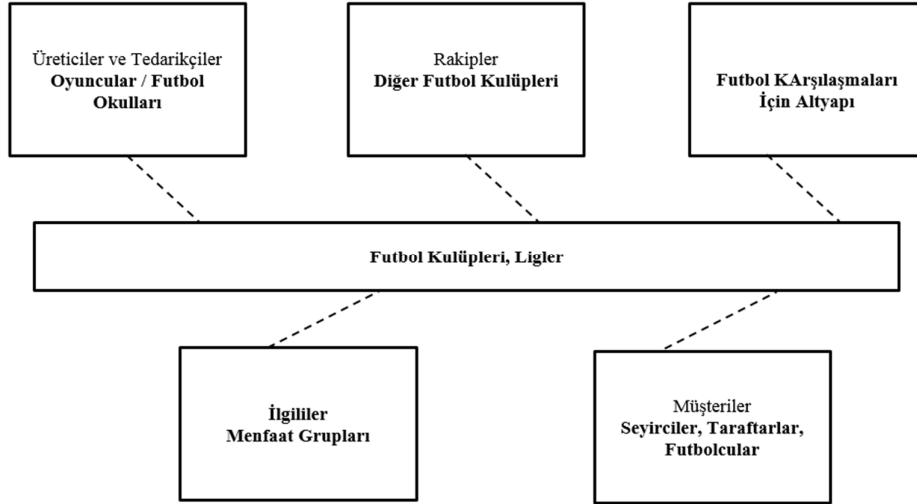 Üreticiler ve Tedarikçiler
Oyuncular / Futbol
Okulları
Rakipler
Diğer Futbol Kulüpleri
Futbol KArşılaşmaları
İçin Altyapı
Futbol Kulüpleri, Ligler
İlgililer
Menfaat Grupları
Müşteriler
Seyirciler, Taraftarlar,
Futbolcular